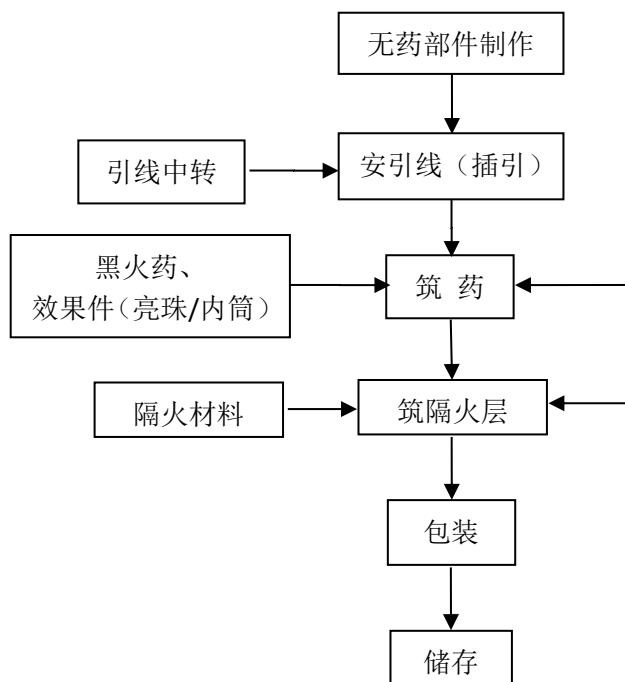 无药部件制作
引线中转
安引线（插引）
黑火药、
效果件（亮珠/内筒）
筑 药
隔火材料
筑隔火层
包装
储存